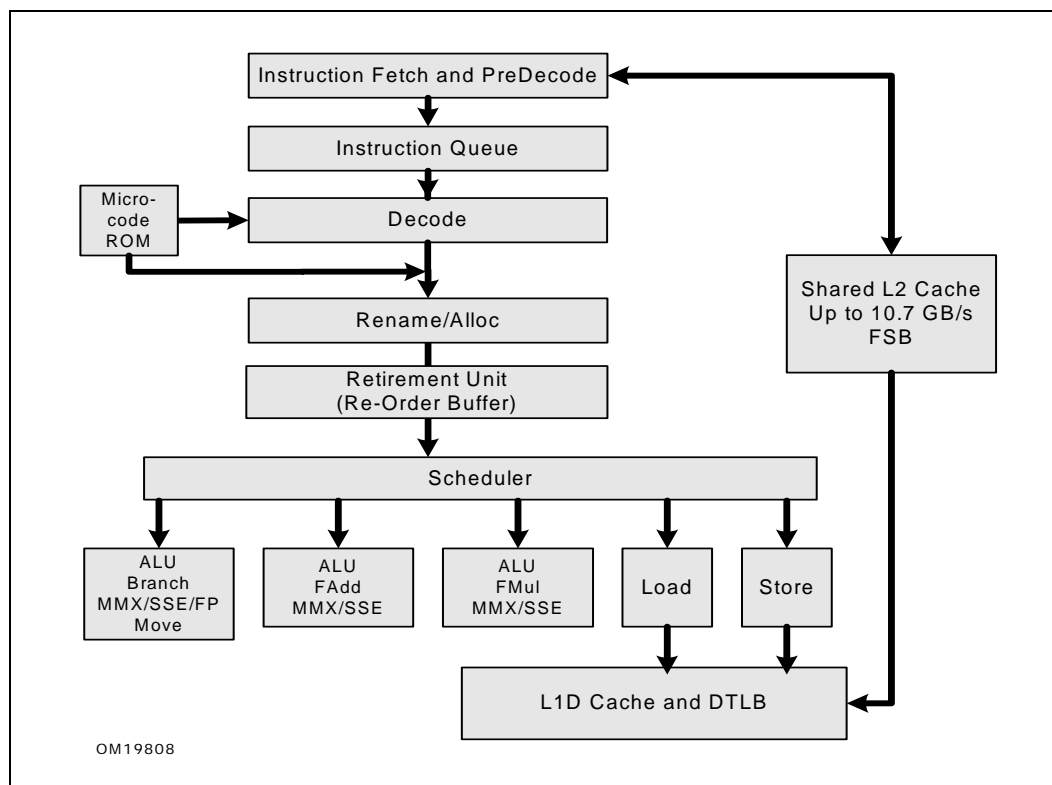 Instruction Fetch and PreDecode
Instruction Queue
Micro-
code
ROM
Decode
Shared L2 Cache
Up to 10.7 GB/s
FSB
Rename/Alloc
Retirement Unit
(Re-Order Buffer)
Scheduler
ALU
Branch
MMX/SSE/FP
Move
ALU
FAdd
MMX/SSE
ALU
FMul
MMX/SSE
Load
Store
L1D Cache and DTLB
OM19808